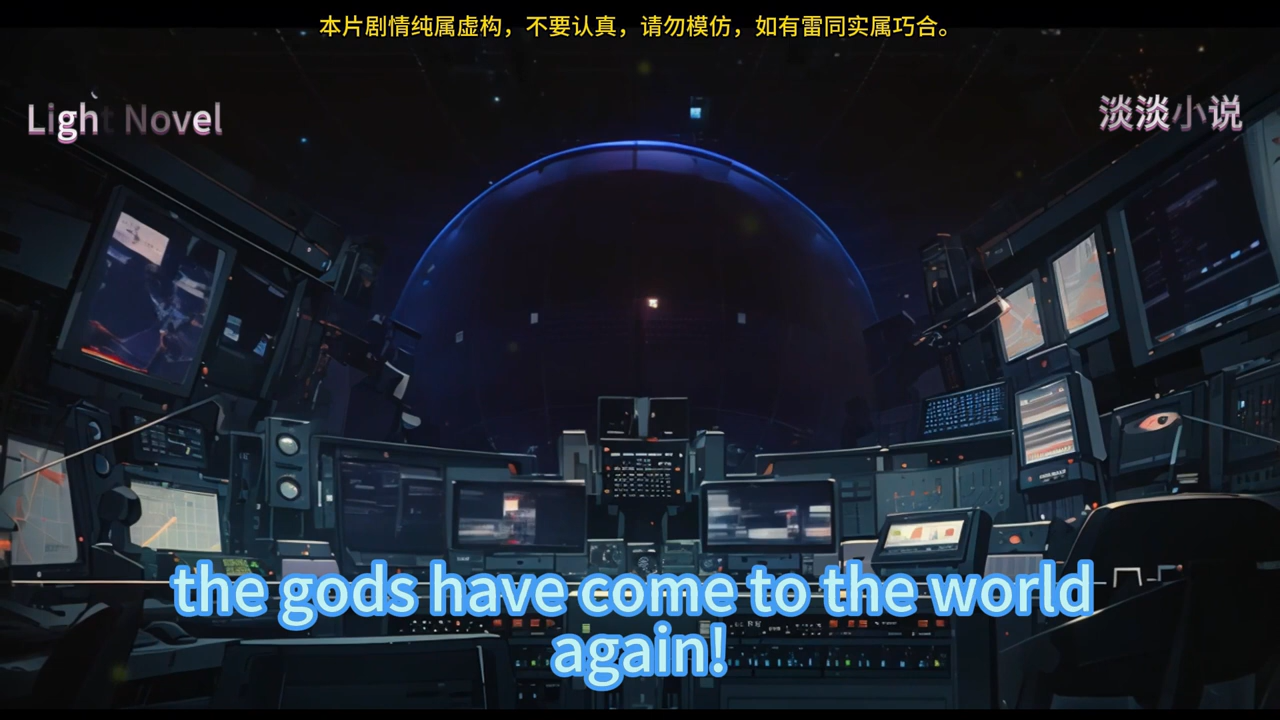 本片剧情纯属虚构，不要认真，请勿模仿，如有雷同实属巧合。
Light Novel
淡淡小说
the gods have come to the world
again!